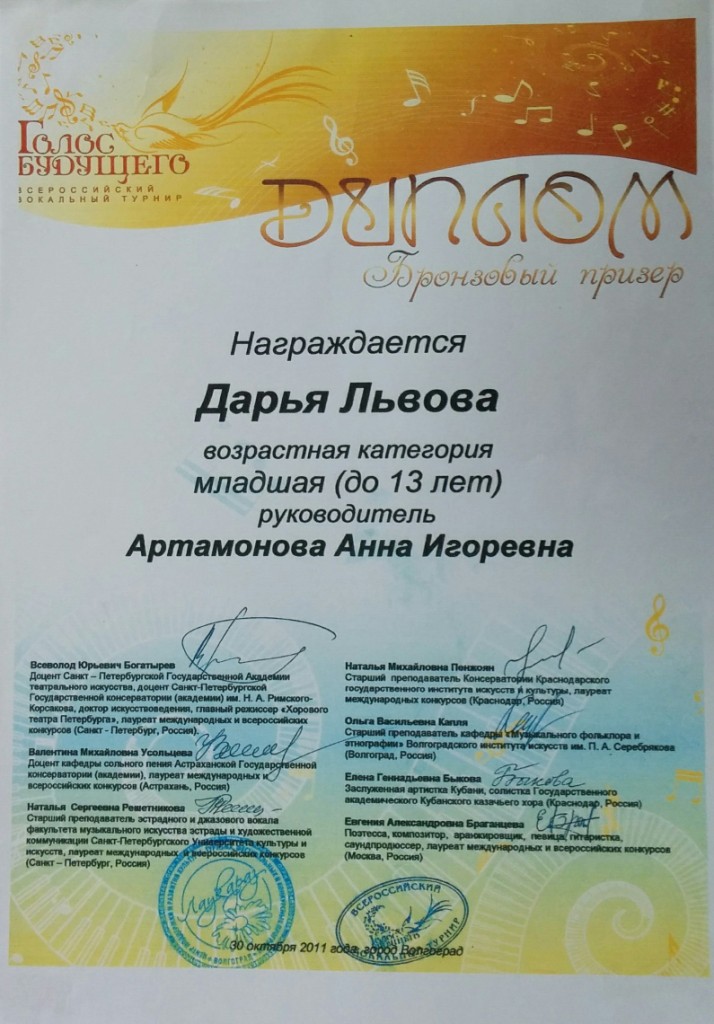 Голос
Будущего
ВСЕРОССИЙСКИЙ
ВОКАЛЬНЫЙ ТУРНИР
ДИПЛОМ
Бронзовый призер
Награждается
Дарья Львова
возрастная категория
младшая (до 13 лет)
руководитель
Артамонова Анна Игоревна
Всеволод Юрьевич Богатырев
Доцент Санкт – Петербургской Государственной Академии
театрального искусства, доцент Санкт-Петербургской
Государственной консерватории (академии) им. Н. А. Римского-
Корсакова, доктор искусствоведения, главный режиссер «Хорового
театра Петербурга», лауреат международных и всероссийских
конкурсов (Санкт - Петербург, Россия)
Валентина Михайловна Усольцева
Доцент кафедры сольного пения Астраханской Государственной
консерватории (академии), лауреат международных и
всероссийских конкурсов (Астрахань, Россия)
Наталья Сергеевна Решетникова
Старший преподаватель эстрадного и джазового вокала
факультета музыкального искусства эстрады и художественной
коммуникации Санкт-Петербургского Университета культуры и
искусств, лауреат международных и всероссийских конкурсов
(Санкт – Петербург, Россия)
Наталья Михайловна Пенжоян
Старший преподаватель Консерватории Краснодарского
государственного института искусств и культуры, лауреат
международных конкурсов (Краснодар, Россия)
Ольга Васильевна Капля
Старший преподаватель кафедры «Музыкального фольклора и
этнографии» Волгоградского института искусств им. П. А. Серебрякова
(Волгоград, Россия)
Елена Геннадьевна Быкова
Заслуженная артистка Кубани, солистка Государственного
академического Кубанского казачьего хора (Краснодар, Россия)
Евгения Александровна Браганцева
Поэтесса, композитор, аранжировщик, певица, гитаристка,
саундпродюссер, лауреат международных и всероссийских конкурсов
(Москва, Россия)
Лаукараз
ВСЕРОССИЙСКИЙ
ВОКАЛЬНЫЙ ТУРНИР
30 октября 2011 года, город Волгоград